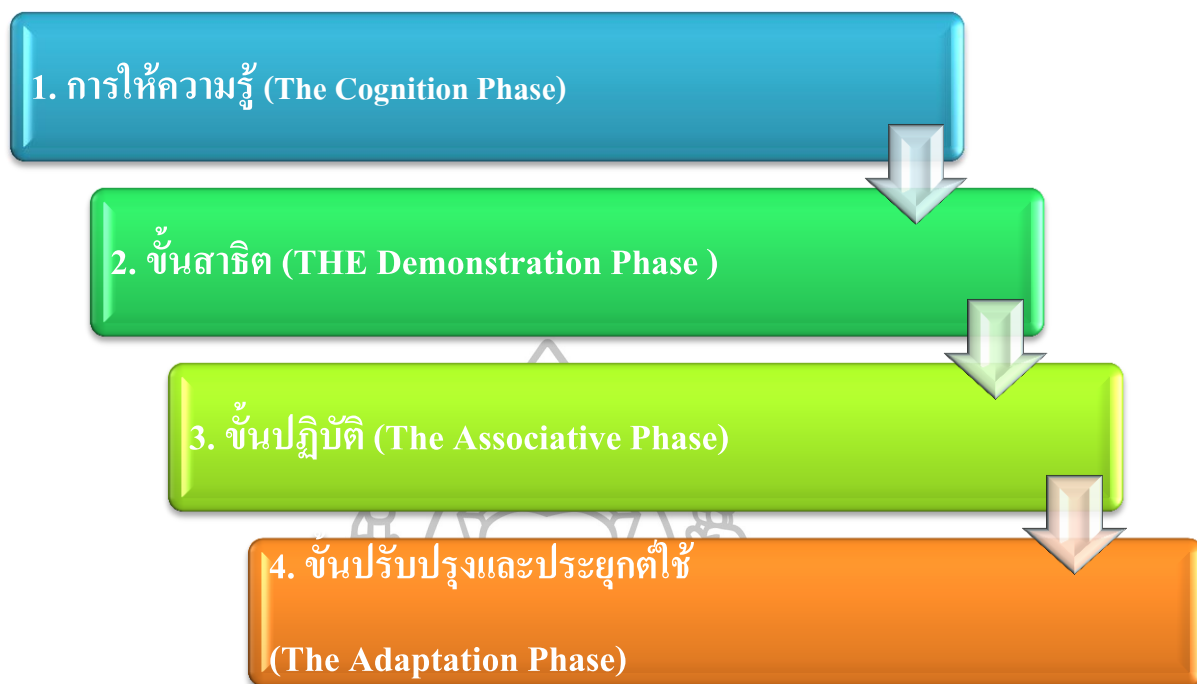 1. การให้ความรู้ (The Cognition Phase)
2. ขั้นสาธิต (THE Demonstration Phase )
3. ขั้นปฏิบัติ (The Associative Phase)
4. ขั้นปรับปรุงและประยุกต์ใช้
(The Adaptation Phase)